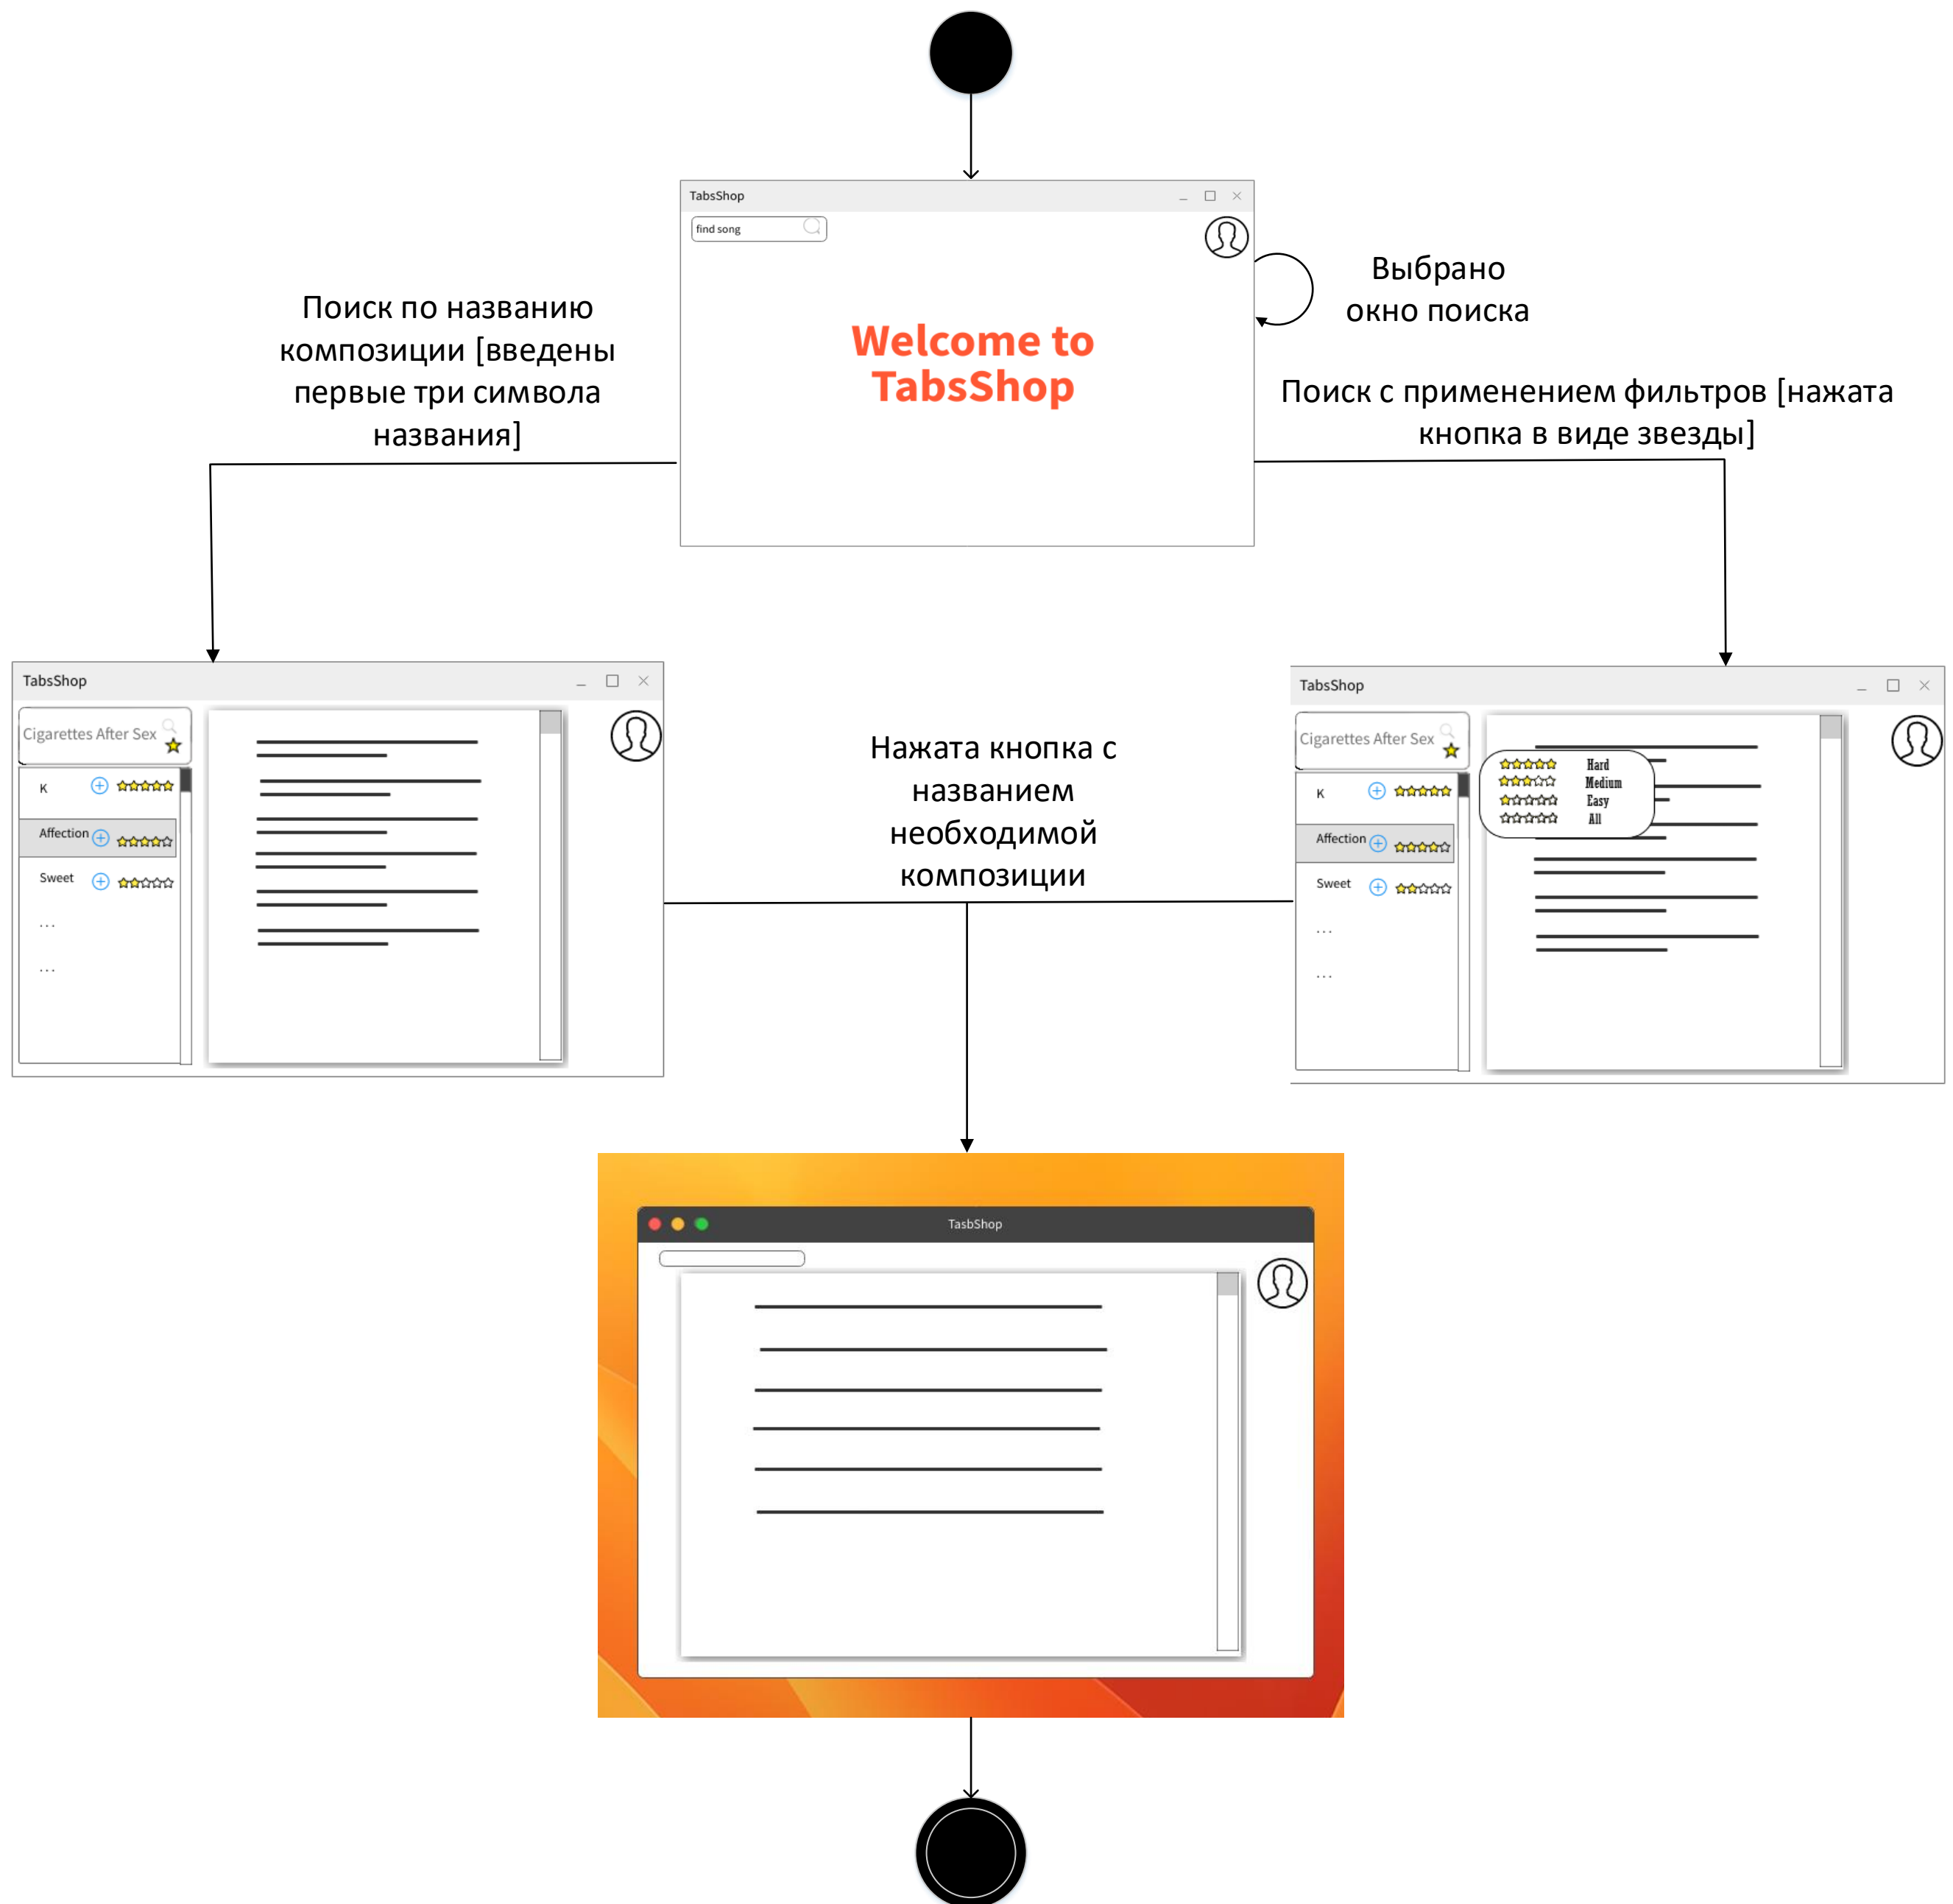 TabsShop
find song
Welcome to
TabsShop
Выбрано
окно поиска
Поиск по названию
композиции [введены
первые три символа
названия]
Поиск с применением фильтров [нажата
кнопка в виде звезды]
TabsShop
Cigarettes After Sex
K
Affection
Sweet
...
...
Нажата кнопка с
названием
необходимой
композиции
TabsShop
Cigarettes After Sex
K
Affection
Sweet
...
...
Hard
Medium
Easy
All
TasbShop